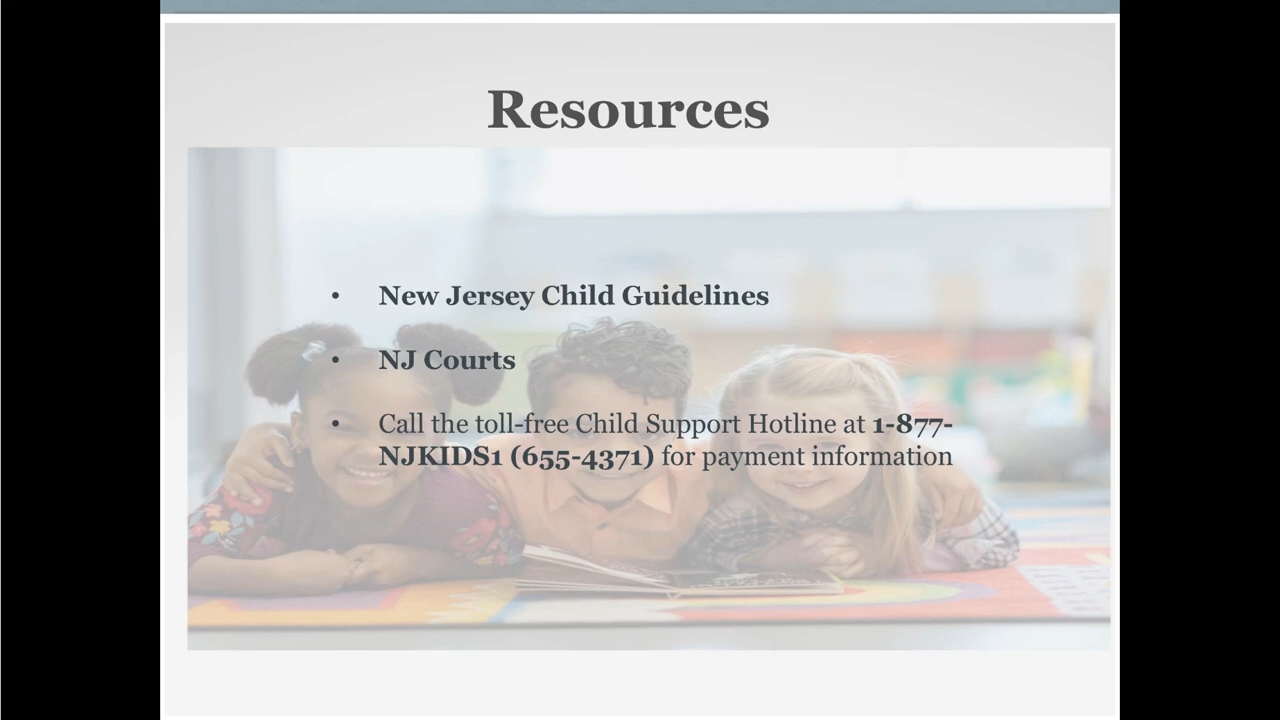 Resources
• New Jersey Child Guidelines
• NJ Courts
• Call the toll-free Child Support Hotline at 1-877-
NJKIDS1 (655-4371) for payment information